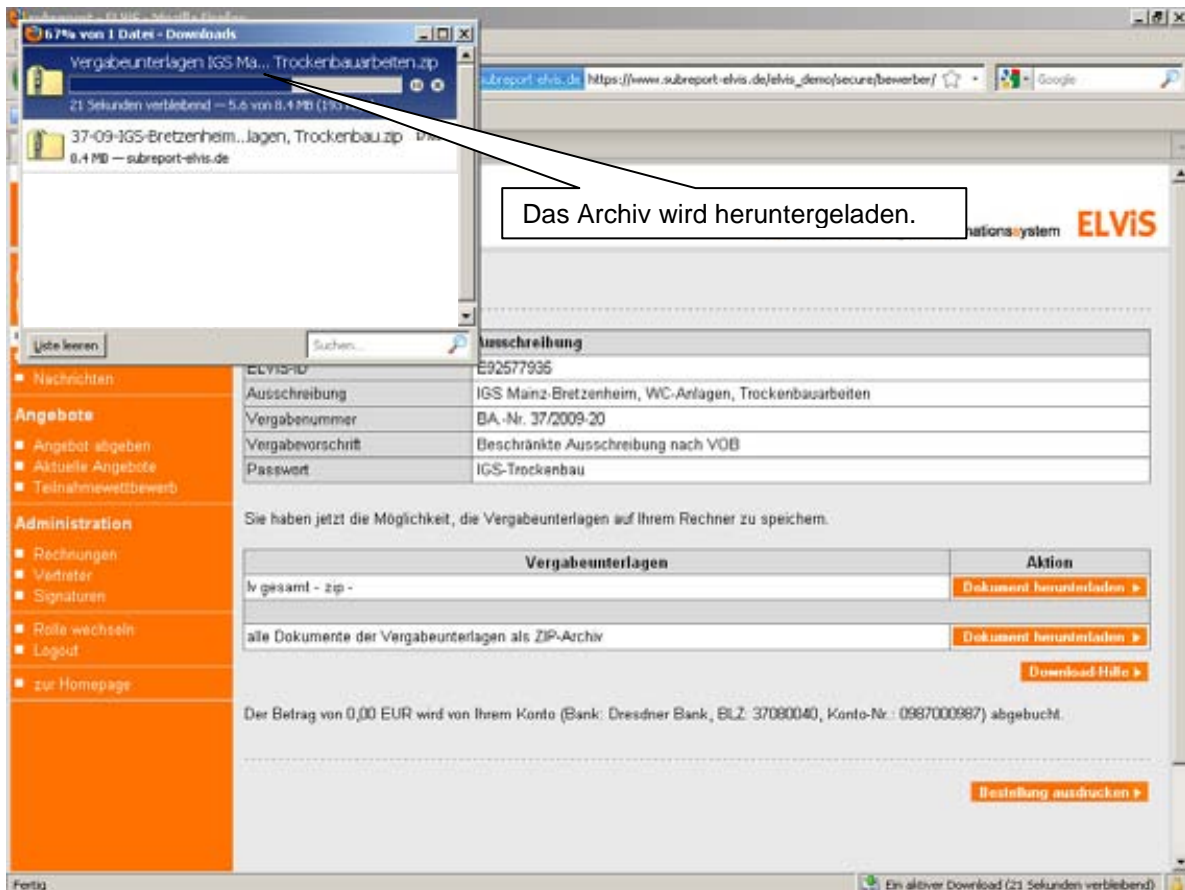 67% von 1 Datei - Downloads
Vergabeunterlagen IGS Ma... Trockenbauarbeiten.zip
21 Sekunden verbleibend — 5.6 von 8.4 MB
37-09-IGS-Bretzenheim...lagen, Trockenbau.zip
8.4 MB — subreport-elvis.de
Liste leeren
Suchen...
subreport-elvis.de https://www.subreport-elvis.de/elvis_demo/secure/bewerber/
Google
Das Archiv wird heruntergeladen.
ationssystem ELViS
Ausschreibung
ELViS-ID E92577935
Ausschreibung IGS Mainz-Bretzenheim, WC-Anlagen, Trockenbauarbeiten
Vergabenummer BA.-Nr. 37/2009-20
Vergabevorschrift Beschränkte Ausschreibung nach VOB
Passwort IGS-Trockenbau
Nachrichten
Angebote
Angebot abgeben
Aktuelle Angebote
Teilnahmewettbewerb
Administration
Rechnungen
Vertreter
Signaturen
Rolle wechseln
Logout
zur Homepage
Sie haben jetzt die Möglichkeit, die Vergabeunterlagen auf Ihrem Rechner zu speichern.
Vergabeunterlagen Aktion
lv gesamt - zip - Dokument herunterladen
alle Dokumente der Vergabeunterlagen als ZIP-Archiv Dokument herunterladen
Download-Hilfe
Der Betrag von 0,00 EUR wird von Ihrem Konto (Bank: Dresdner Bank, BLZ: 37080040, Konto-Nr.: 0987000987) abgebucht.
Bestellung ausdrucken
Fertig
Ein aktiver Download (21 Sekunden verbleibend)